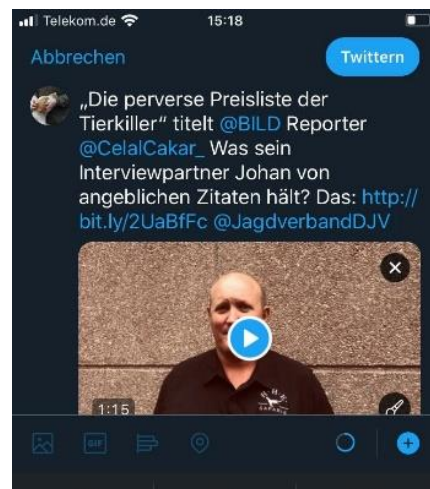 Telekom.de 15:18
Abbrechen Twittern
„Die perverse Preisliste der
Tierkiller“ titelt @BILD Reporter
@CelalCakar_ Was sein
Interviewpartner Johan von
angeblichen Zitaten hält? Das: http://
bit.ly/2UaBfFc @JagdverbandDJV
1:15
GIF